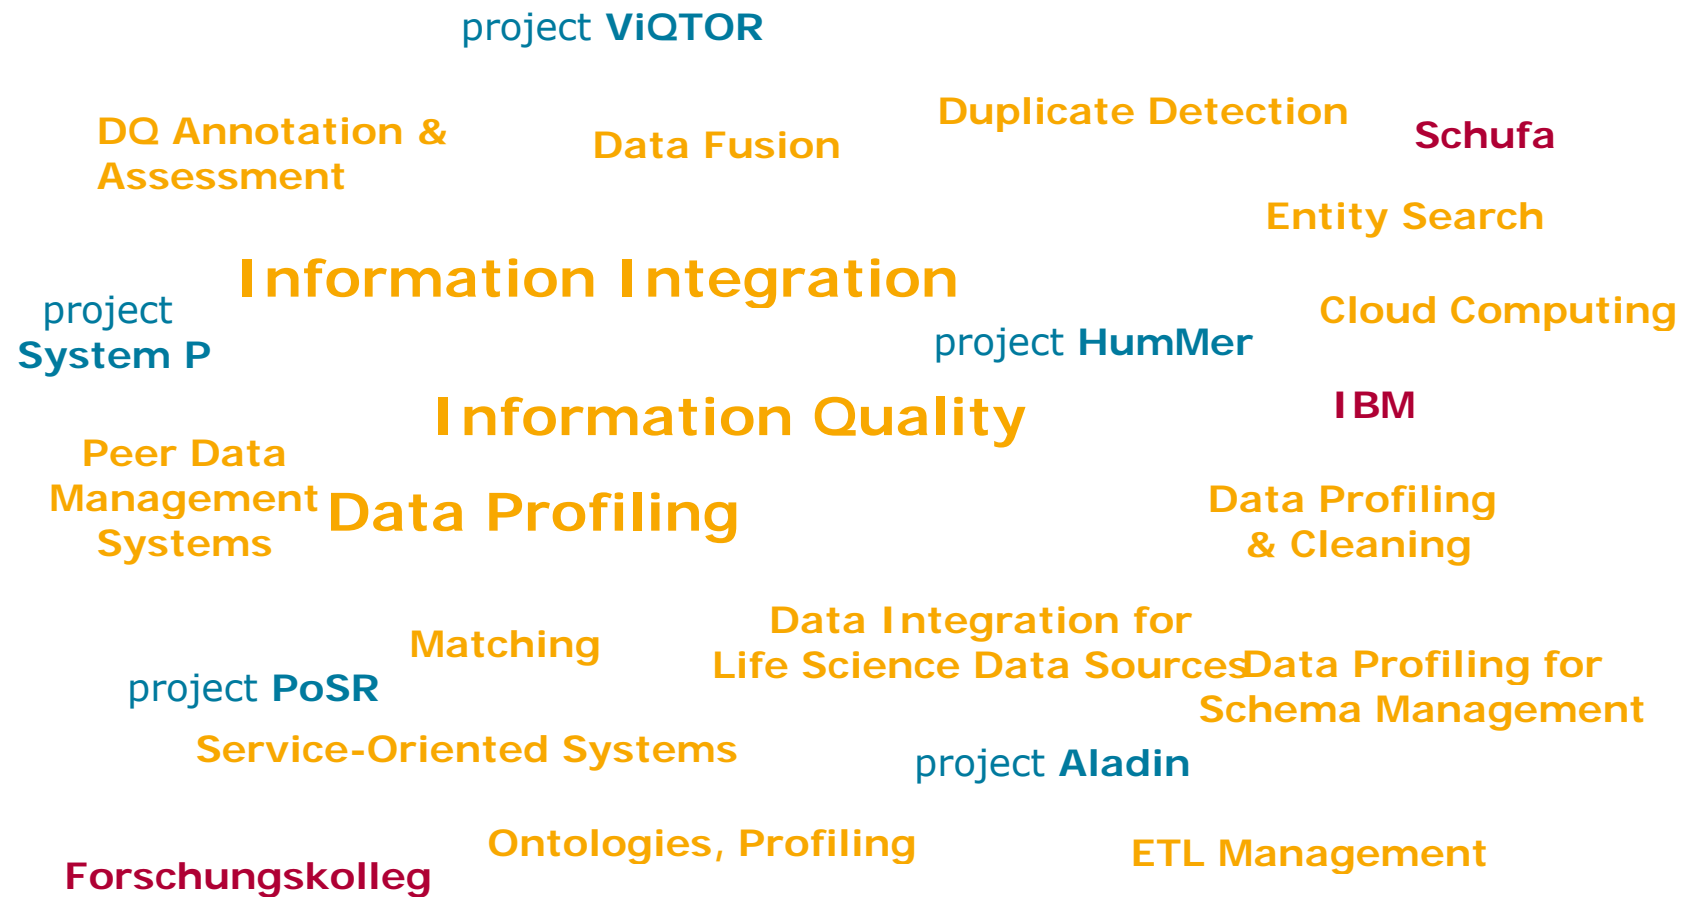 project ViQTOR
DQ Annotation &
Assessment
Data Fusion
Duplicate Detection
Schufa
Entity Search
Information Integration
project
System P
project HumMer
Cloud Computing
Information Quality
IBM
Peer Data
Management
Systems
Data Profiling
Data Profiling
& Cleaning
Matching
Data Integration for
Life Science Data Sources
Data Profiling for
Schema Management
project PoSR
Service-Oriented Systems
project Aladin
Ontologies, Profiling
ETL Management
Forschungskolleg